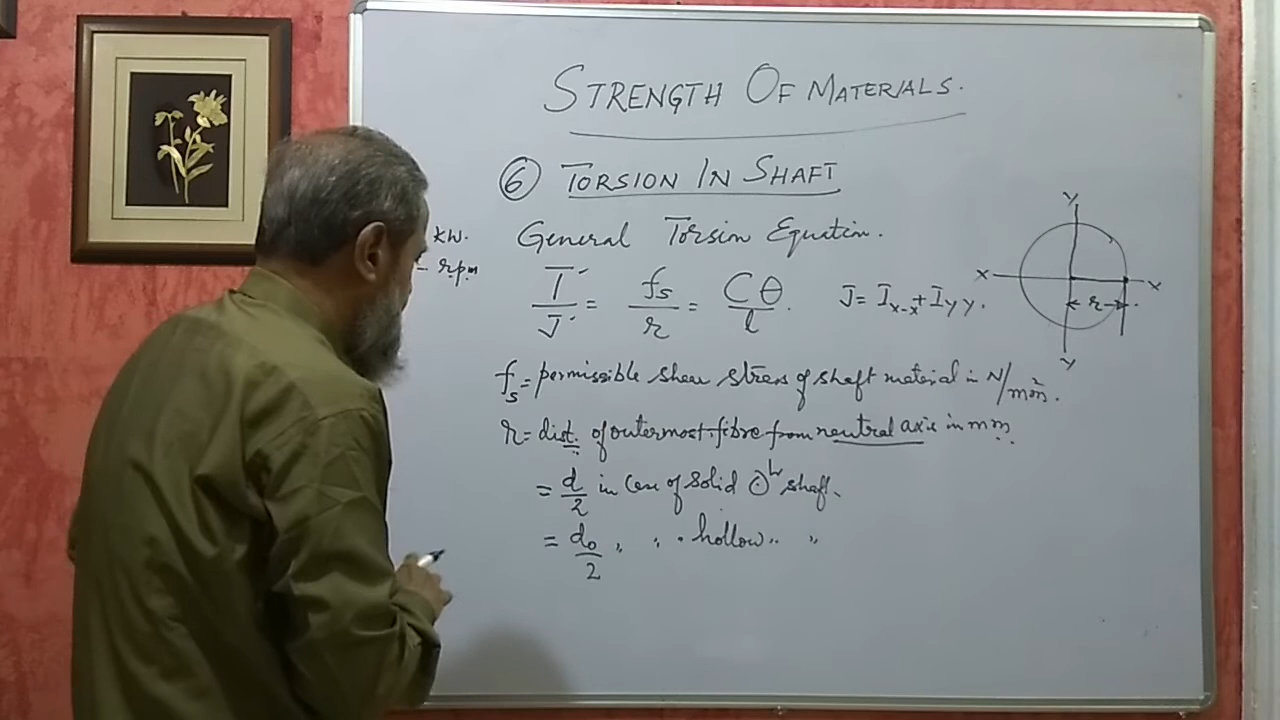 STRENGTH OF MATERIALS.
⑥ TORSION IN SHAFT
kw.
- rpm
General Torsion Equation.
T/J = fs/r = Cθ/l. J = Ix-x + Iyy.
fs = permissible shear stress of shaft material in N/mm².
r = dist. of outermost fibre from neutral axis in mm.
= d/2 in case of solid ⊙lr shaft.
= do/2 〃 〃 〃 hollow 〃 〃
Y
X
X
r
Y